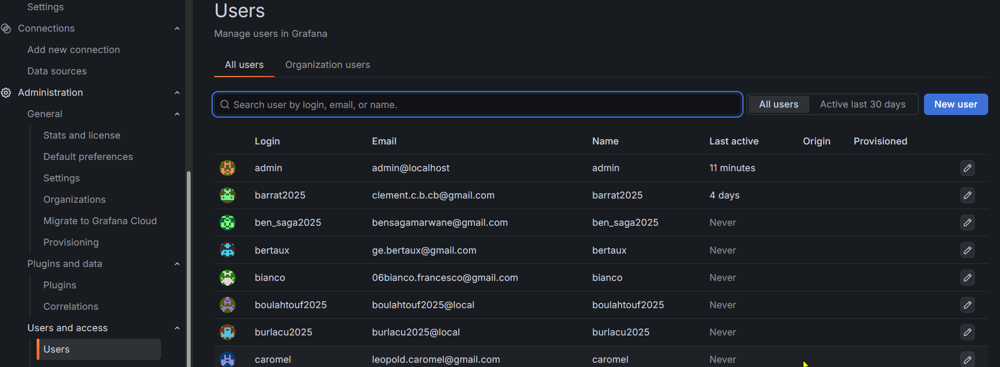 Settings
Connections
Add new connection
Data sources
Administration
General
Stats and license
Default preferences
Settings
Organizations
Migrate to Grafana Cloud
Provisioning
Plugins and data
Plugins
Correlations
Users and access
Users
Users
Manage users in Grafana
All users Organization users
Search user by login, email, or name. All users Active last 30 days New user
Login Email Name Last active Origin Provisioned
admin admin@localhost admin 11 minutes
barrat2025 clement.c.b.cb@gmail.com barrat2025 4 days
ben_saga2025 bensagamarwane@gmail.com ben_saga2025 Never
bertaux ge.bertaux@gmail.com bertaux Never
bianco 06bianco.francesco@gmail.com bianco Never
boulahtouf2025 boulahtouf2025@local boulahtouf2025 Never
burlacu2025 burlacu2025@local burlacu2025 Never
caromel leopold.caromel@gmail.com caromel Never